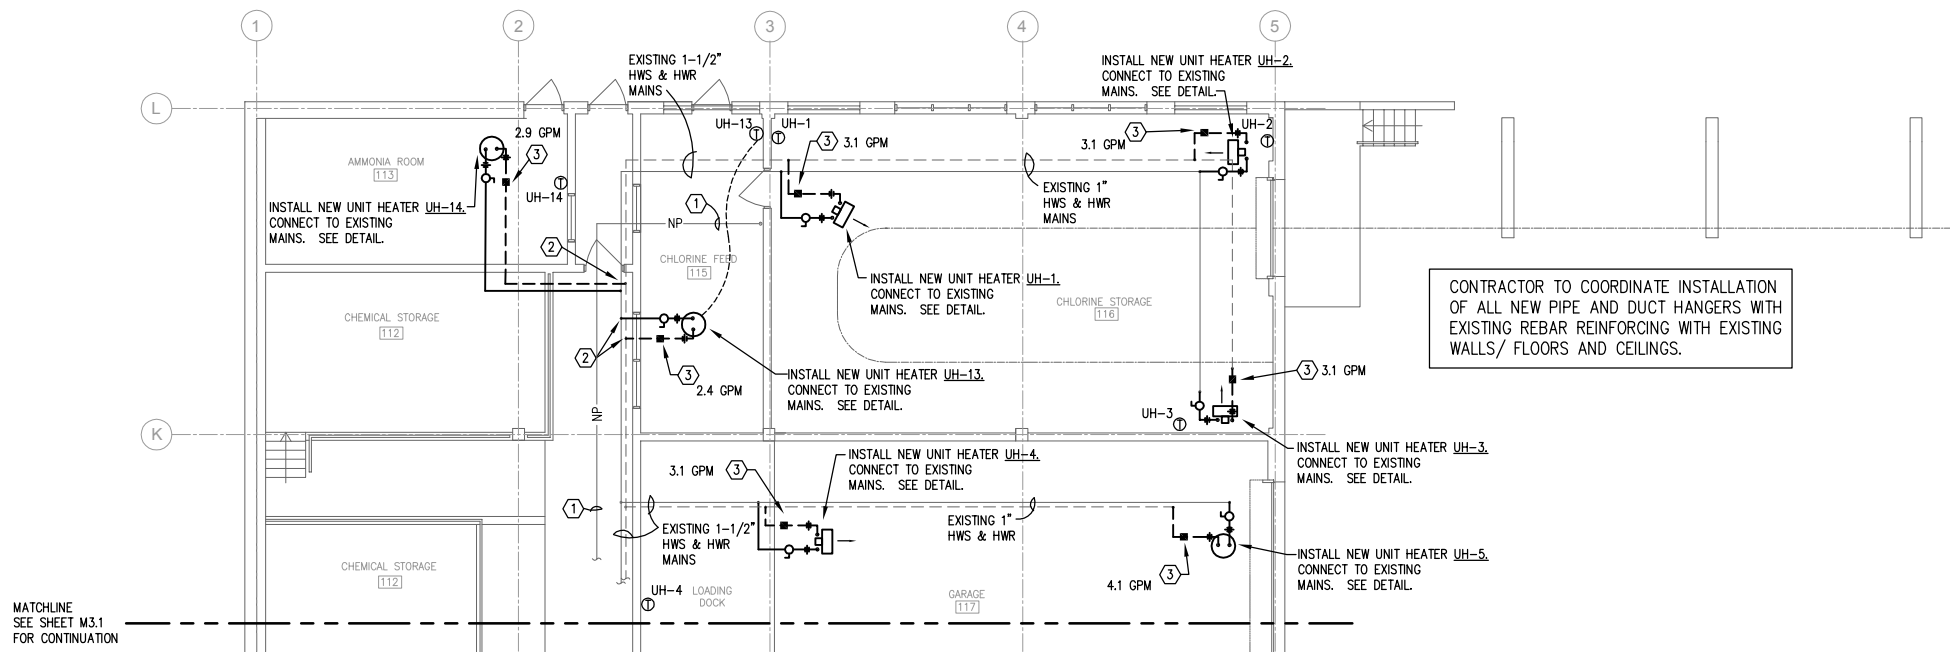 1
2
3
4
5
L
K
EXISTING 1-1/2"
HWS & HWR
MAINS
INSTALL NEW UNIT HEATER UH-2.
CONNECT TO EXISTING
MAINS. SEE DETAIL.
UH-13
T
UH-1
T
UH-2
T
2.9 GPM
3
3
3.1 GPM
3
3.1 GPM
AMMONIA ROOM
113
T
UH-14
INSTALL NEW UNIT HEATER UH-14.
CONNECT TO EXISTING
MAINS. SEE DETAIL.
EXISTING 1"
HWS & HWR
MAINS
1
NP
2
CHLORINE FEED
115
INSTALL NEW UNIT HEATER UH-1.
CONNECT TO EXISTING
MAINS. SEE DETAIL.
CHLORINE STORAGE
116
CONTRACTOR TO COORDINATE INSTALLATION
OF ALL NEW PIPE AND DUCT HANGERS WITH
EXISTING REBAR REINFORCING WITH EXISTING
WALLS/ FLOORS AND CEILINGS.
CHEMICAL STORAGE
112
2
3
2.4 GPM
INSTALL NEW UNIT HEATER UH-13.
CONNECT TO EXISTING
MAINS. SEE DETAIL.
3
3.1 GPM
NP
UH-3
T
INSTALL NEW UNIT HEATER UH-3.
CONNECT TO EXISTING
MAINS. SEE DETAIL.
3.1 GPM
3
INSTALL NEW UNIT HEATER UH-4.
CONNECT TO EXISTING
MAINS. SEE DETAIL.
1
EXISTING 1-1/2"
HWS & HWR
MAINS
EXISTING 1"
HWS & HWR
INSTALL NEW UNIT HEATER UH-5.
CONNECT TO EXISTING
MAINS. SEE DETAIL.
CHEMICAL STORAGE
112
4.1 GPM
3
UH-4
T
LOADING
DOCK
GARAGE
117
MATCHLINE
SEE SHEET M3.1
FOR CONTINUATION